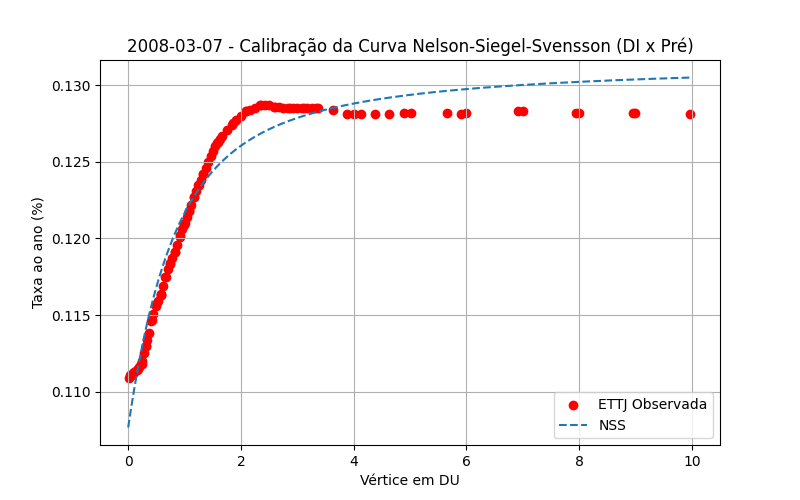 2008-03-07 - Calibração da Curva Nelson-Siegel-Svensson (DI x Pré)
0.130
0.125
0.120
0.115
0.110
Taxa ao ano (%)
ETTJ Observada
NSS
0 2 4 6 8 10
Vértice em DU